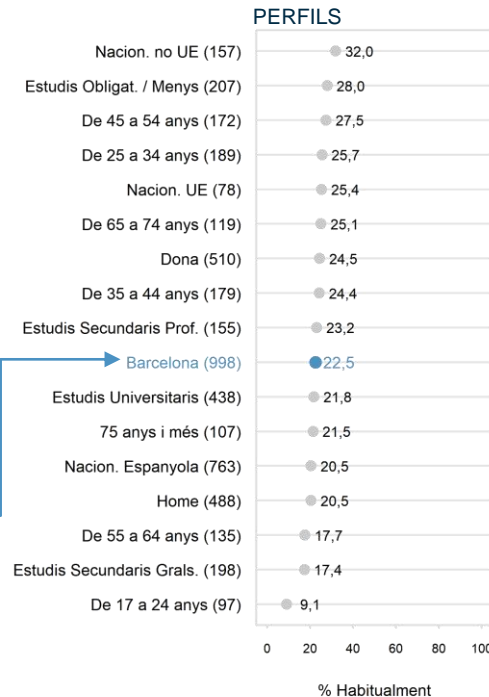 PERFILS
Nacion. no UE (157) 32,0
Estudis Obligat. / Menys (207) 28,0
De 45 a 54 anys (172) 27,5
De 25 a 34 anys (189) 25,7
Nacion. UE (78) 25,4
De 65 a 74 anys (119) 25,1
Dona (510) 24,5
De 35 a 44 anys (179) 24,4
Estudis Secundaris Prof. (155) 23,2
Barcelona (998) 22,5
Estudis Universitaris (438) 21,8
75 anys i més (107) 21,5
Nacion. Espanyola (763) 20,5
Home (488) 20,5
De 55 a 64 anys (135) 17,7
Estudis Secundaris Grals. (198) 17,4
De 17 a 24 anys (97) 9,1
0 20 40 60 80 100
% Habitualment